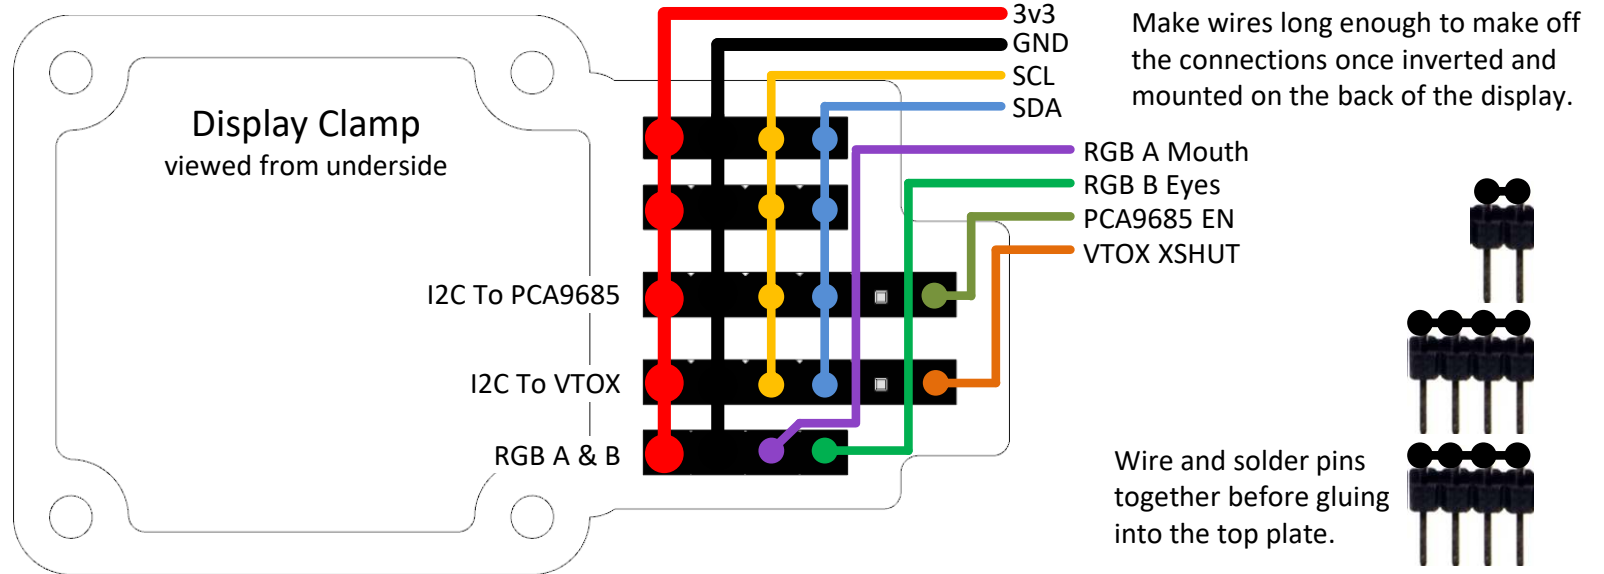 3v3
GND
SCL
SDA
Make wires long enough to make off
the connections once inverted and
mounted on the back of the display.
Display Clamp
viewed from underside
RGB A Mouth
RGB B Eyes
PCA9685 EN
VTOX XSHUT
I2C To PCA9685
I2C To VTOX
RGB A & B
Wire and solder pins
together before gluing
into the top plate.